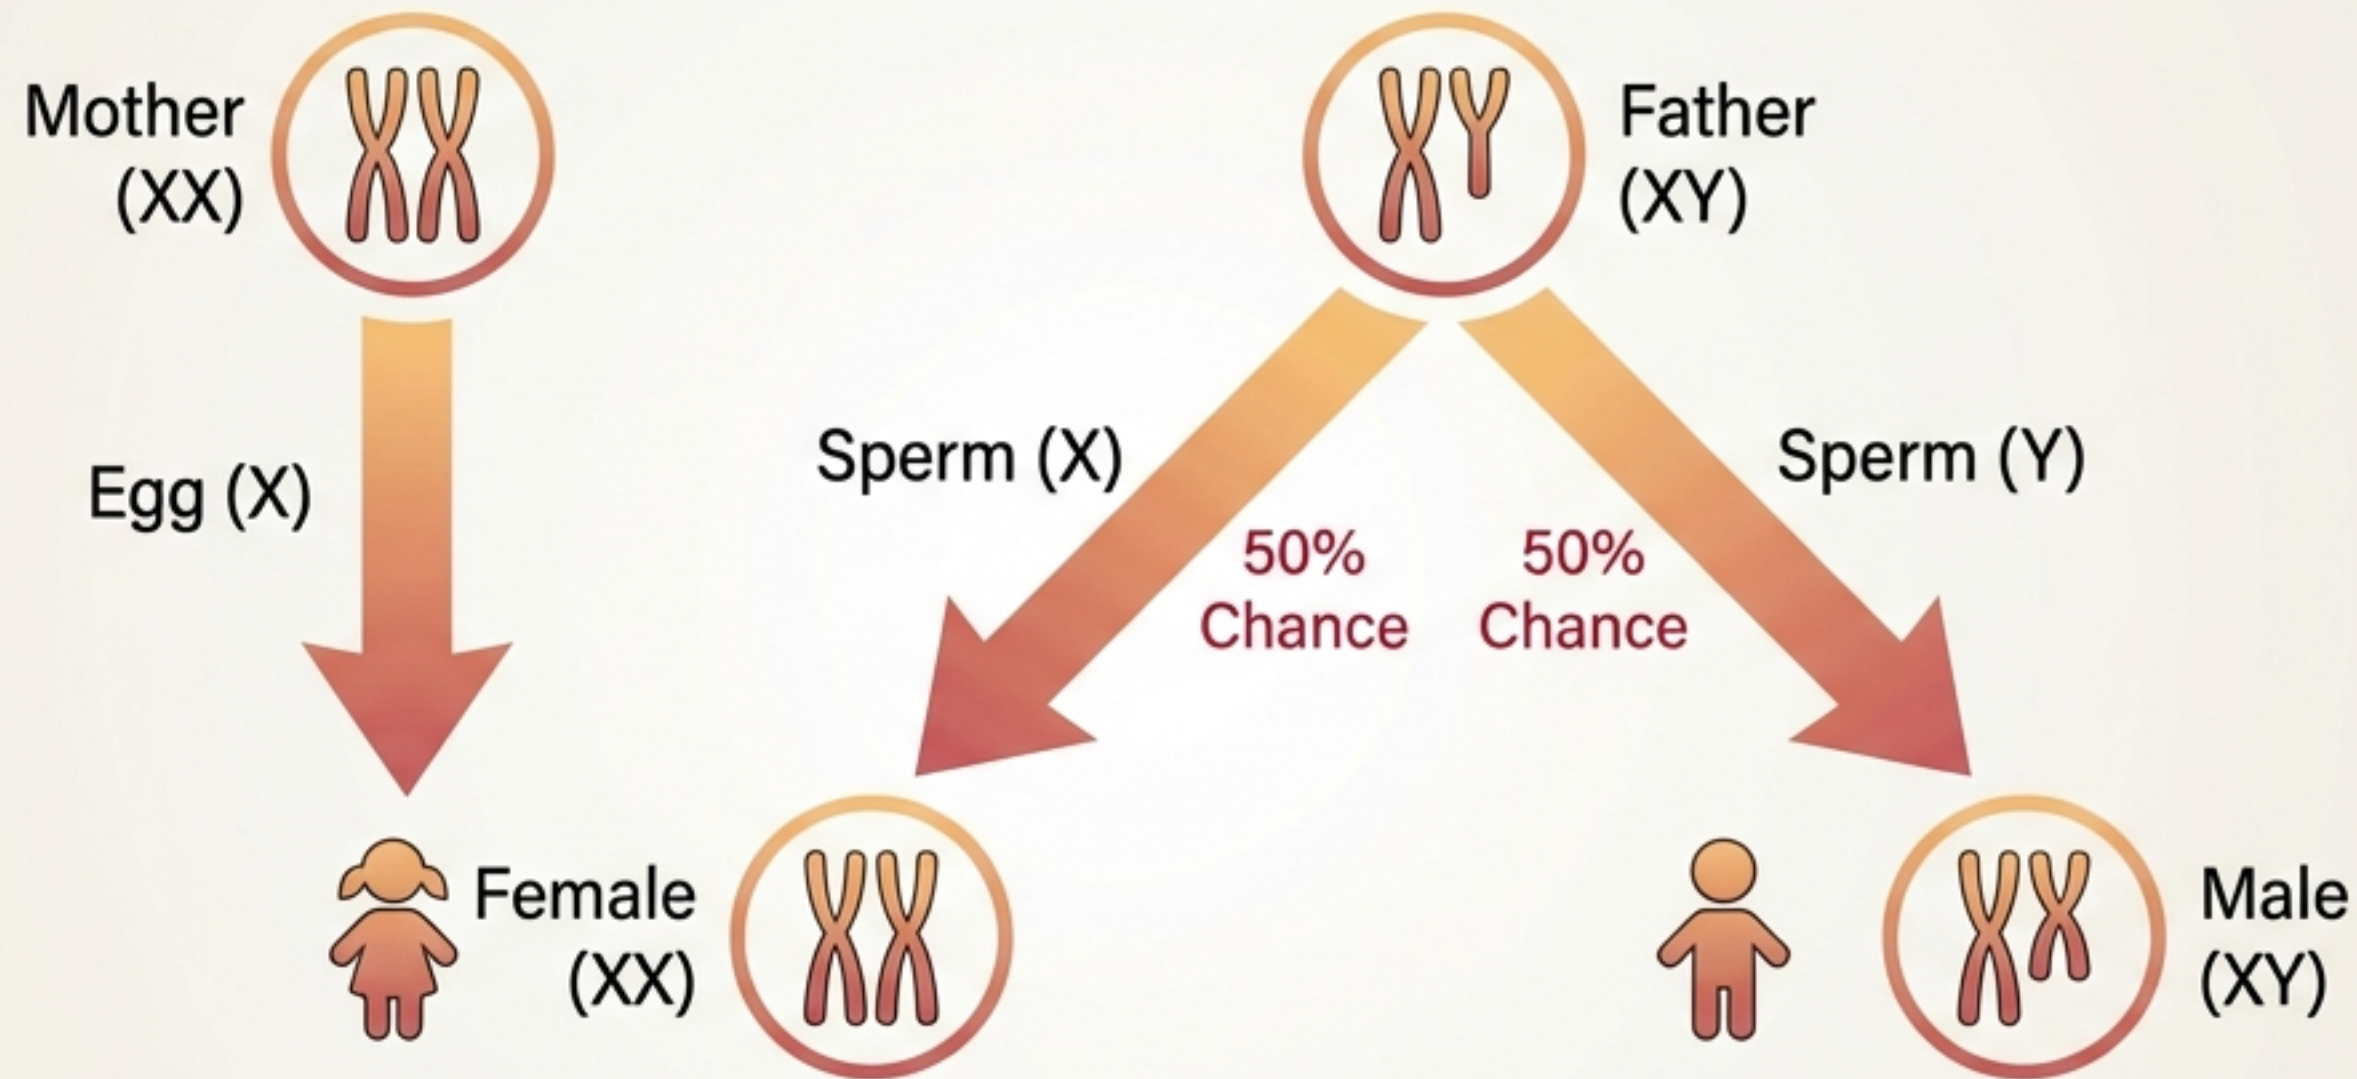 Mother
(XX)
Father
(XY)
Egg (X)
Sperm (X)
Sperm (Y)
50%
Chance
50%
Chance
Female
(XX)
Male
(XY)